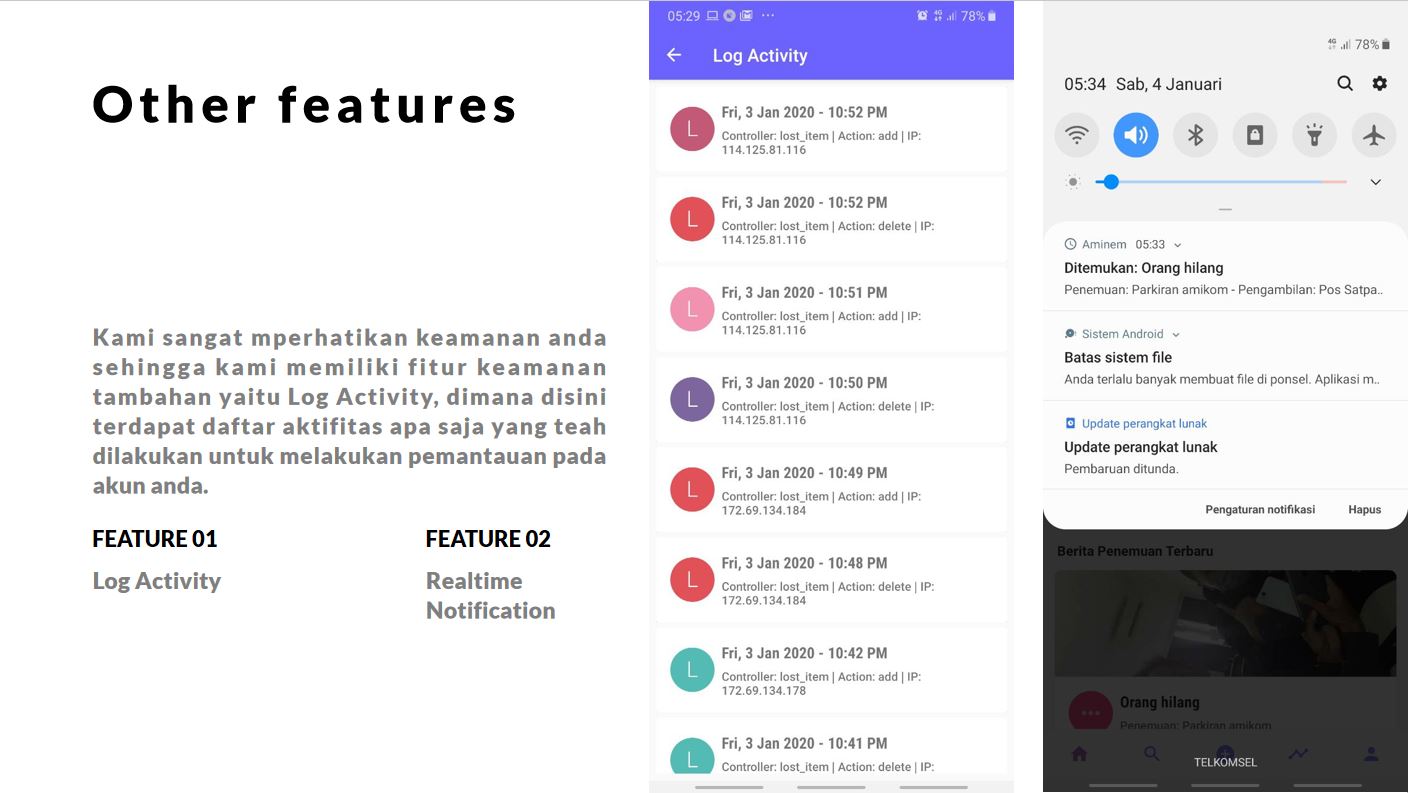 Other features
Kami sangat mperhatikan keamanan anda
sehingga kami memiliki fitur keamanan
tambahan yaitu Log Activity, dimana disini
terdapat daftar aktifitas apa saja yang teah
dilakukan untuk melakukan pemantauan pada
akun anda.
FEATURE 01
Log Activity
FEATURE 02
Realtime
Notification
05:29 ... 4G 78%
Log Activity
L
Fri, 3 Jan 2020 - 10:52 PM
Controller: lost_item | Action: add | IP:
114.125.81.116
L
Fri, 3 Jan 2020 - 10:52 PM
Controller: lost_item | Action: delete | IP:
114.125.81.116
L
Fri, 3 Jan 2020 - 10:51 PM
Controller: lost_item | Action: add | IP:
114.125.81.116
L
Fri, 3 Jan 2020 - 10:50 PM
Controller: lost_item | Action: delete | IP:
114.125.81.116
L
Fri, 3 Jan 2020 - 10:49 PM
Controller: lost_item | Action: add | IP:
172.69.134.184
L
Fri, 3 Jan 2020 - 10:48 PM
Controller: lost_item | Action: delete | IP:
172.69.134.184
L
Fri, 3 Jan 2020 - 10:42 PM
Controller: lost_item | Action: add | IP:
172.69.134.178
L
Fri, 3 Jan 2020 - 10:41 PM
Controller: lost_item | Action: delete | IP:
4G 78%
05:34 Sab, 4 Januari
Aminem 05:33
Ditemukan: Orang hilang
Penemuan: Parkiran amikom - Pengambilan: Pos Satpa..
Sistem Android
Batas sistem file
Anda terlalu banyak membuat file di ponsel. Aplikasi m..
Update perangkat lunak
Update perangkat lunak
Pembaruan ditunda.
Pengaturan notifikasi Hapus
Berita Penemuan Terbaru
Orang hilang
Penemuan: Parkiran amikom
TELKOMSEL